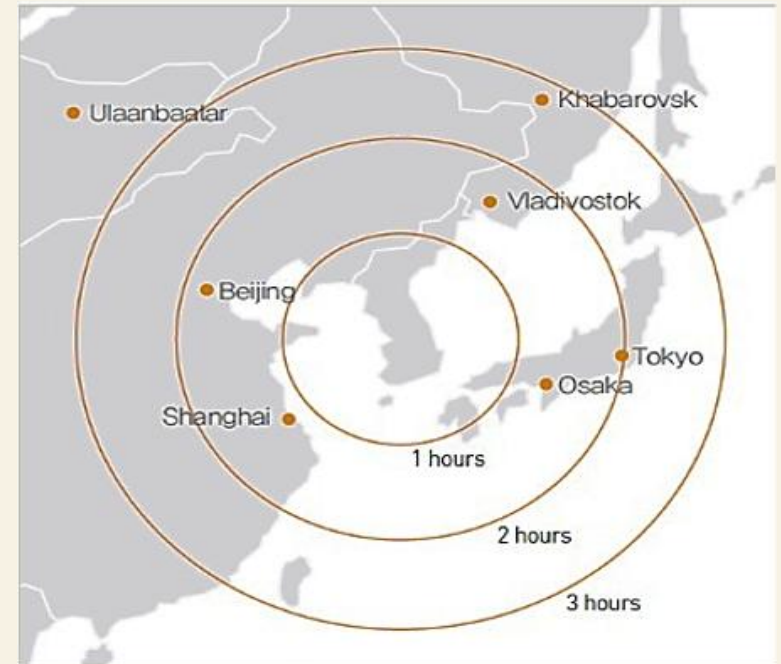 Khabarovsk
Ulaanbaatar
Vladivostok
Beijing
Tokyo
Osaka
Shanghai
1 hours
2 hours
3 hours